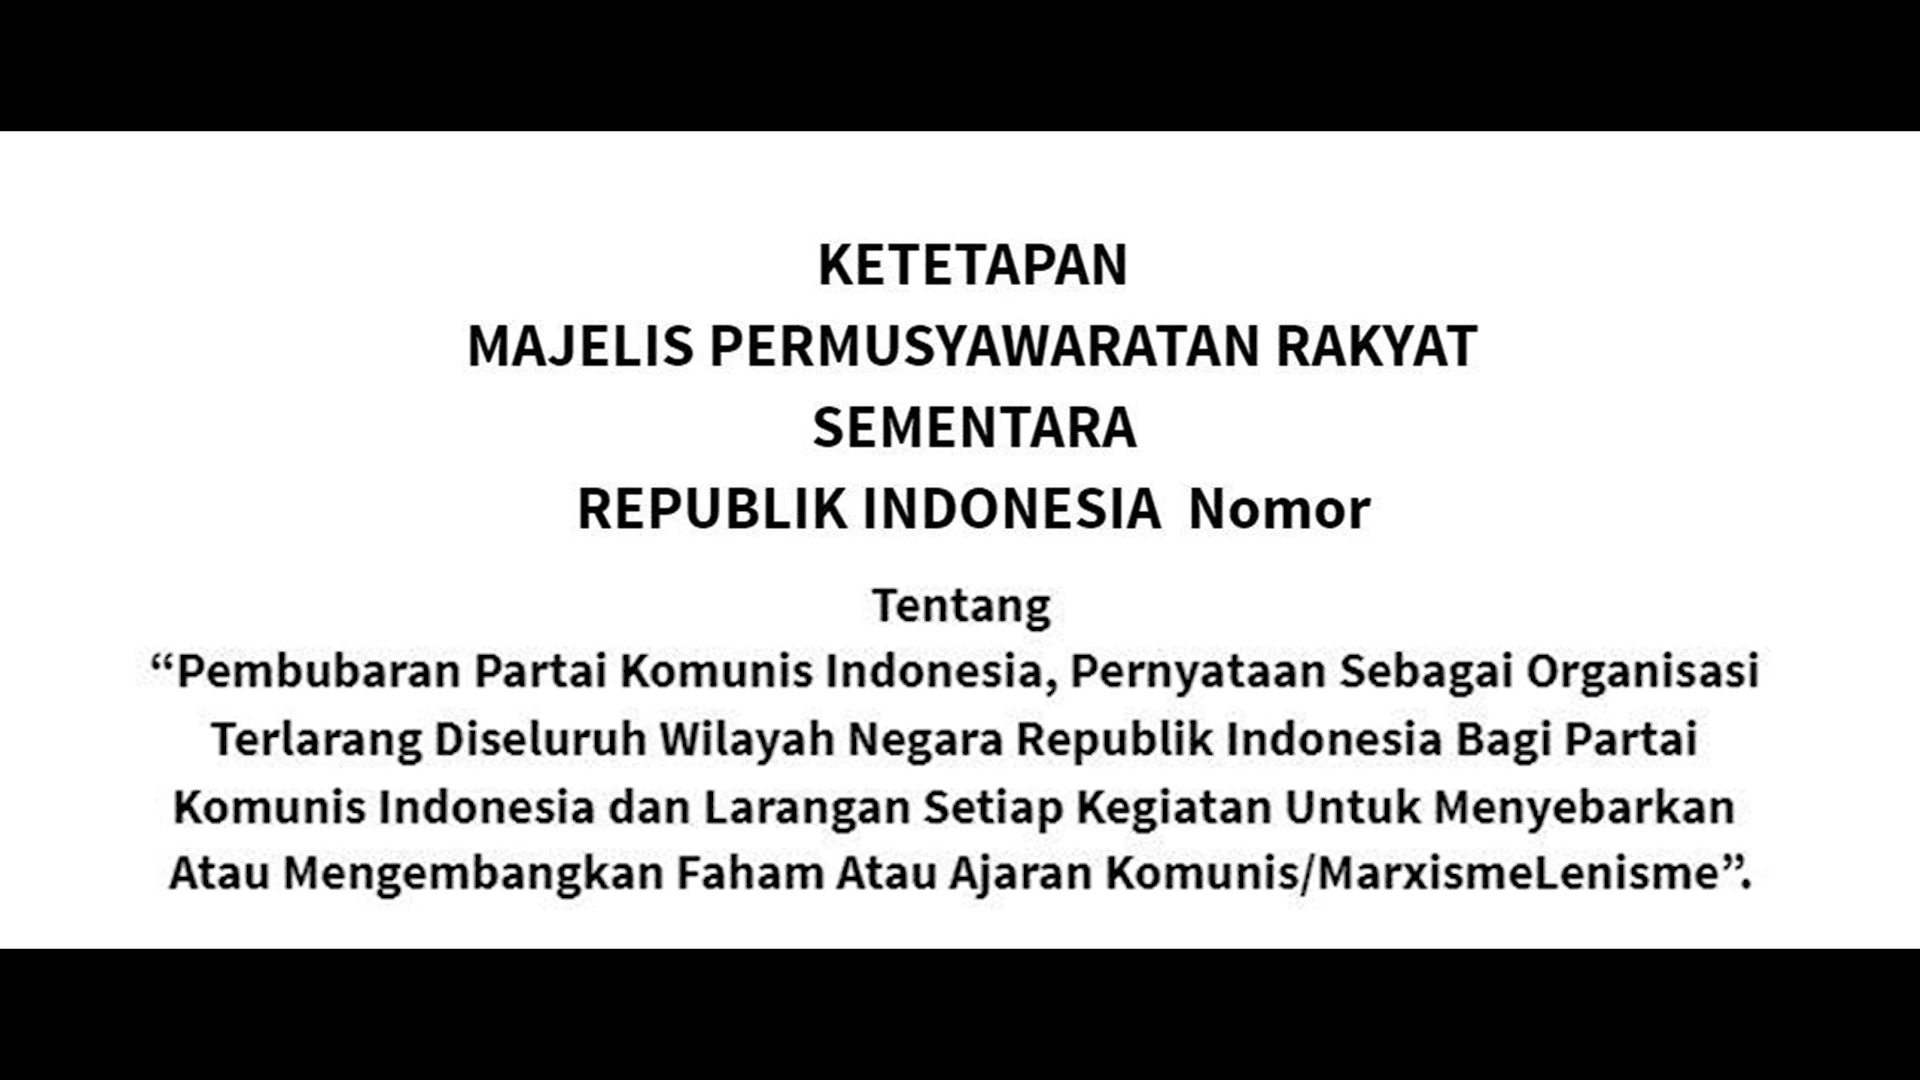 KETETAPAN
MAJELIS PERMUSYAWARATAN RAKYAT
SEMENTARA
REPUBLIK INDONESIA  Nomor
Tentang
“Pembubaran Partai Komunis Indonesia, Pernyataan Sebagai Organisasi
Terlarang Diseluruh Wilayah Negara Republik Indonesia Bagi Partai
Komunis Indonesia dan Larangan Setiap Kegiatan Untuk Menyebarkan
Atau Mengembangkan Faham Atau Ajaran Komunis/MarxismeLenisme”.